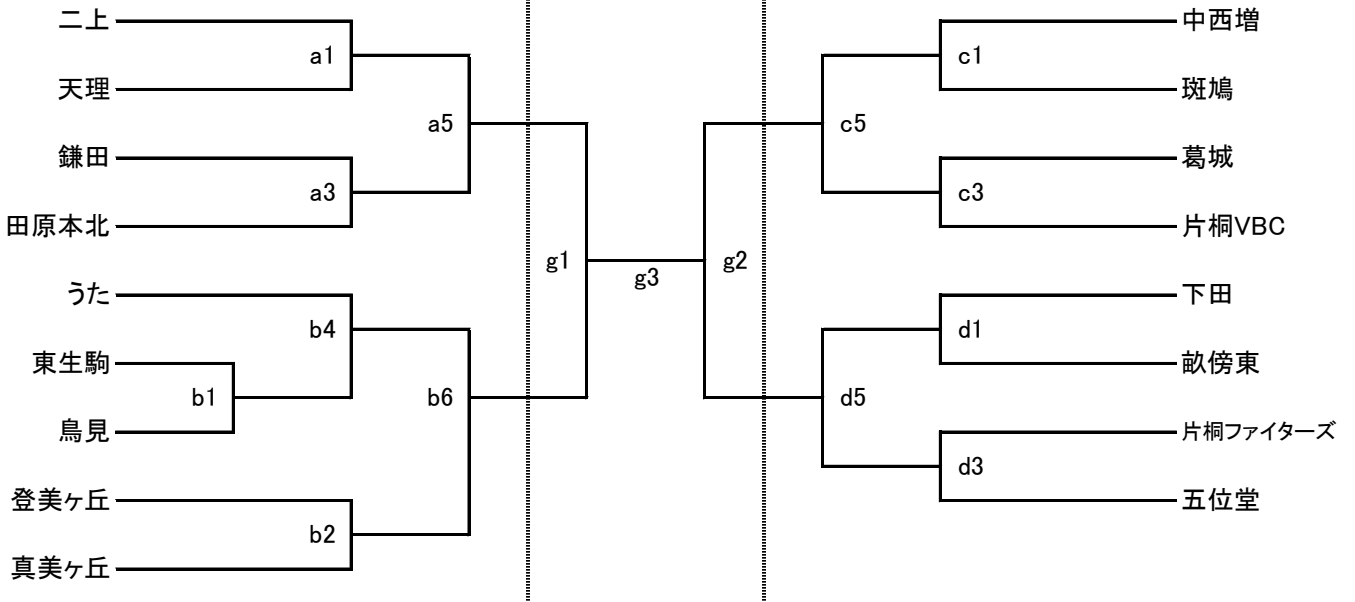 二上
a1
天理
a5
鎌田
a3
田原本北
g1
うた
b4
東生駒
b1
鳥見
b6
登美ヶ丘
b2
真美ヶ丘
g3
g2
中西増
c1
斑鳩
c5
葛城
c3
片桐VBC
下田
d1
畝傍東
d5
片桐ファイターズ
d3
五位堂